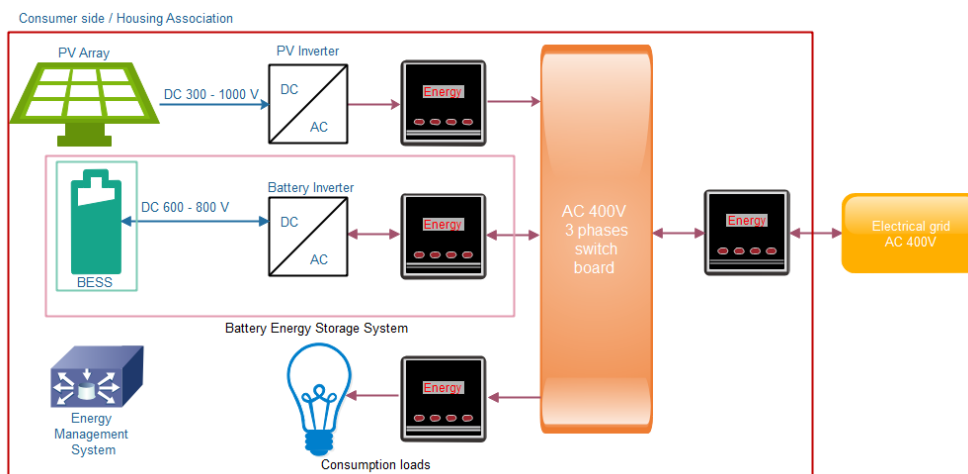 Consumer side / Housing Association
PV Array
PV Inverter
DC 300 - 1000 V
DC
AC
Energy
DC 600 - 800 V
Battery Inverter
DC
AC
Energy
BESS
Battery Energy Storage System
AC 400V
3 phases
switch
board
Energy
Electrical grid
AC 400V
Energy
Management
System
Energy
Consumption loads